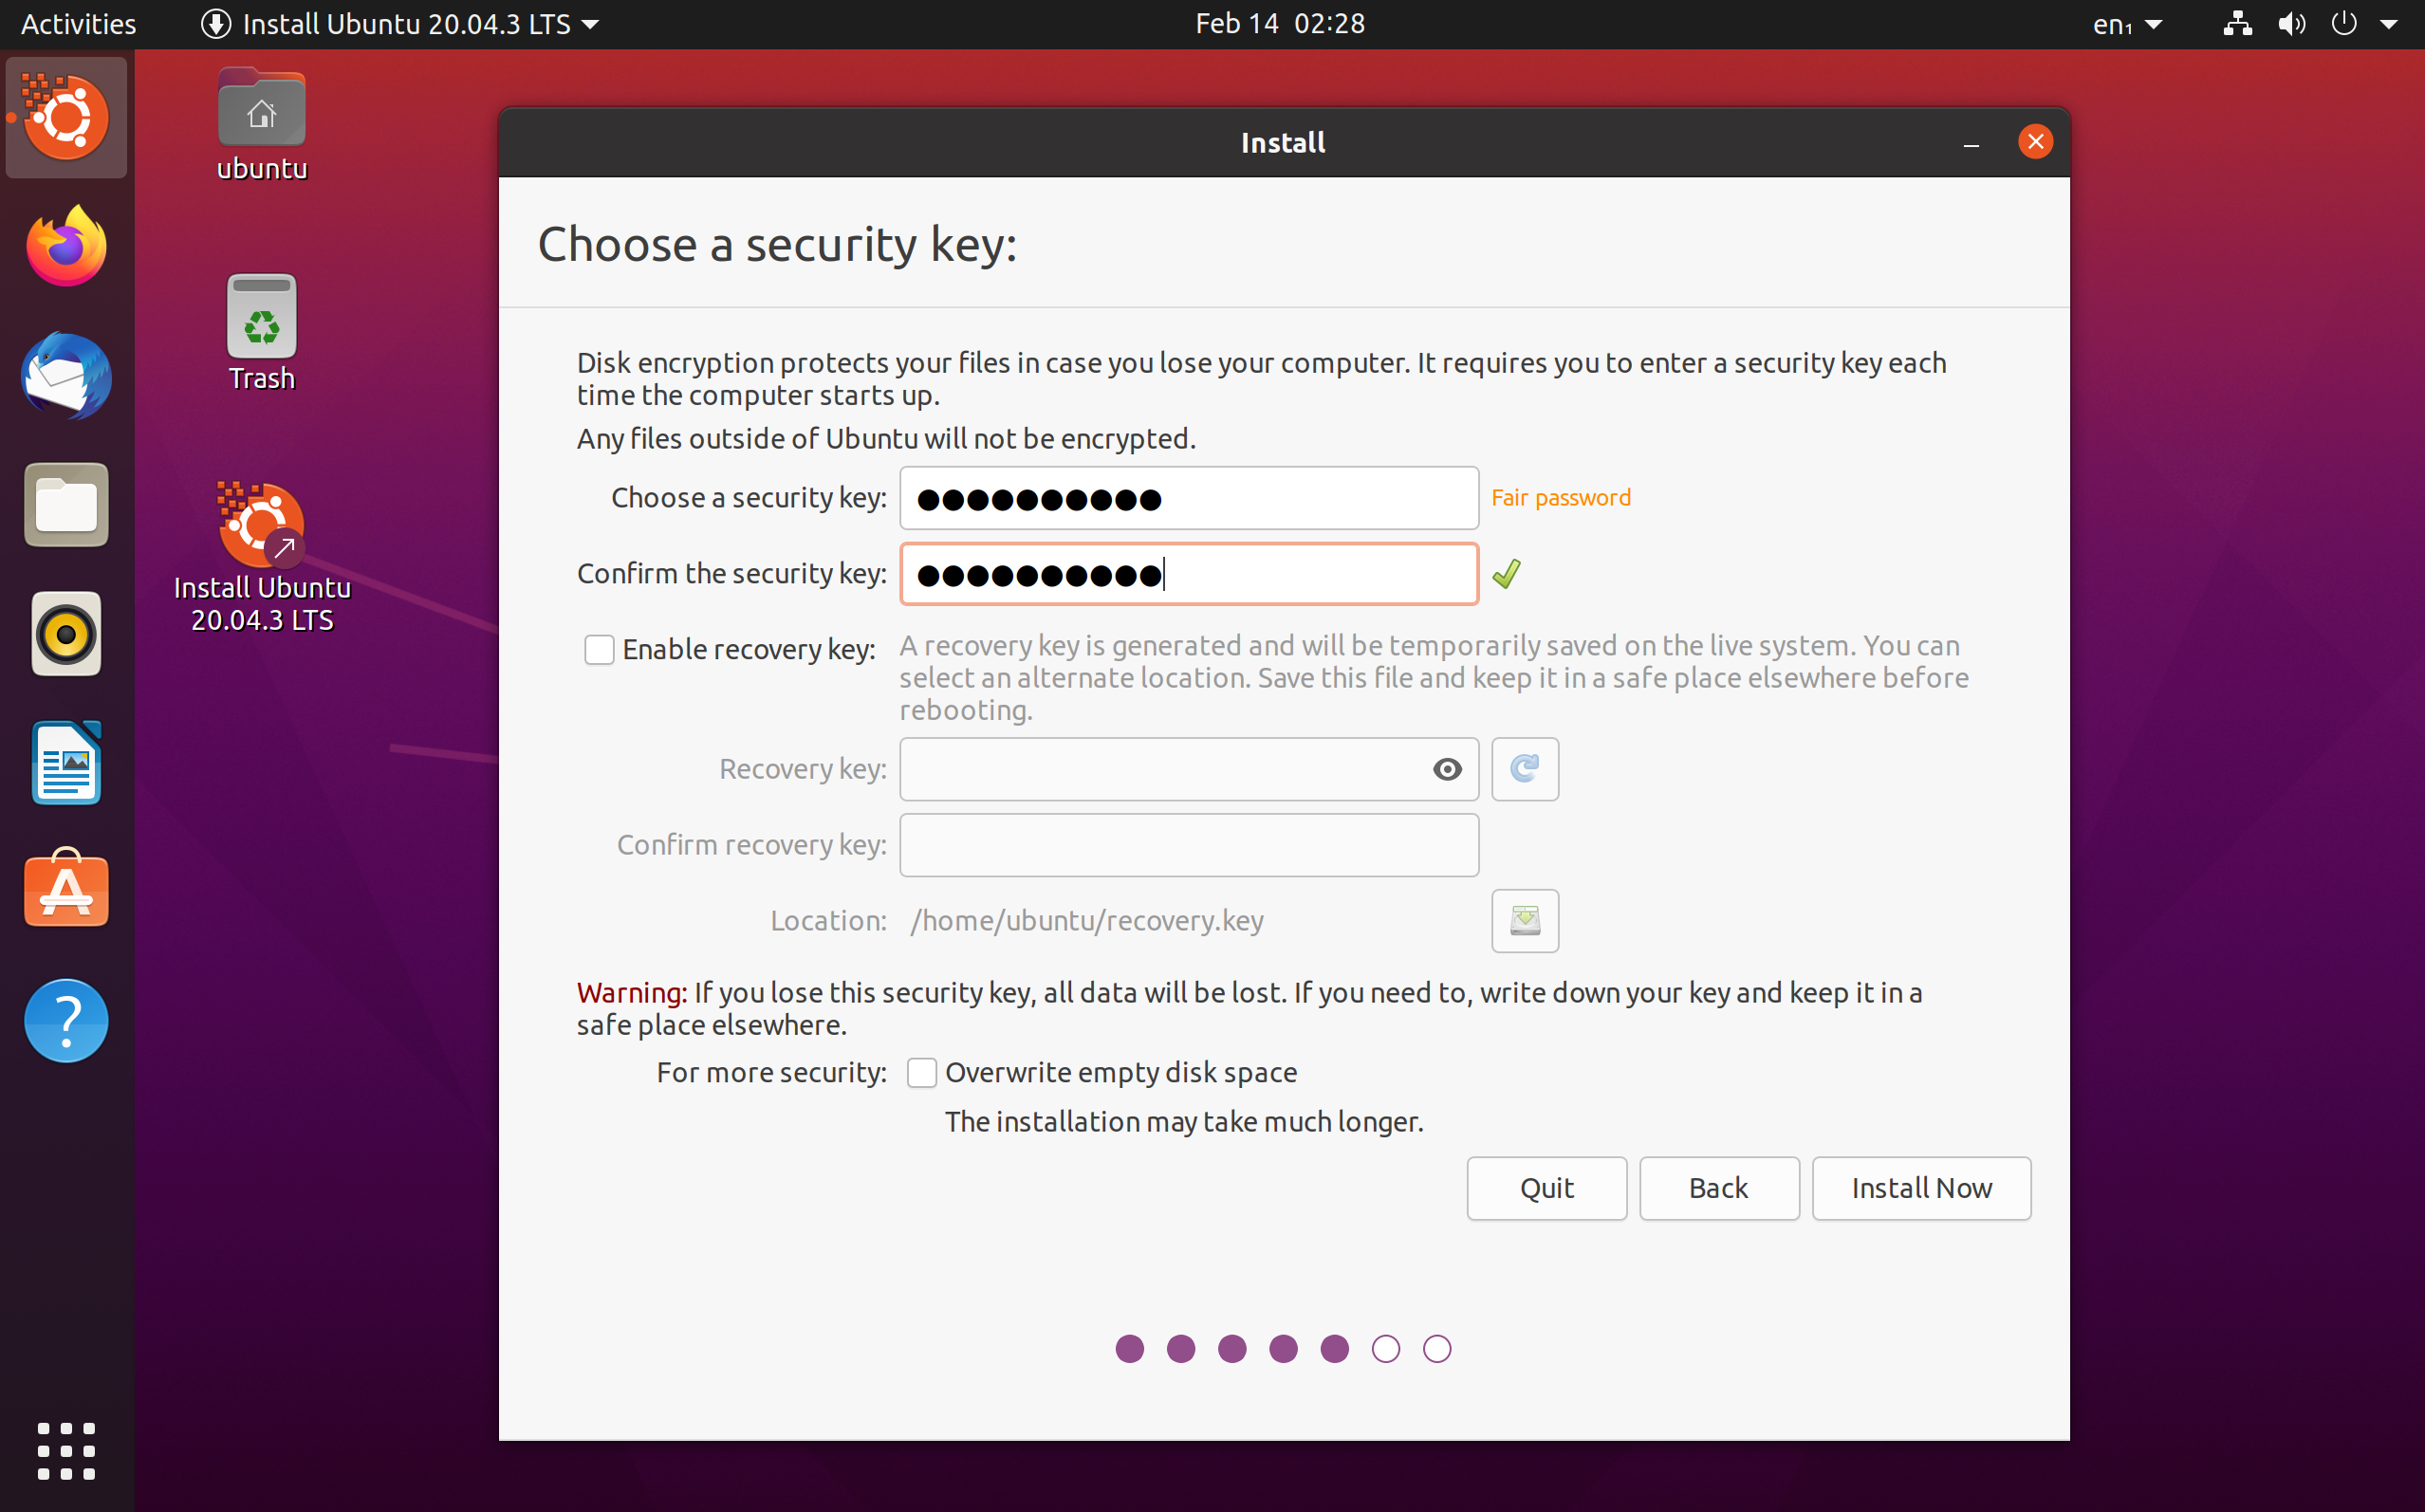 Activities
Install Ubuntu 20.04.3 LTS
Feb 14 02:28
en₁
ubuntu
Trash
Install Ubuntu
20.04.3 LTS
Install
Choose a security key:
Disk encryption protects your files in case you lose your computer. It requires you to enter a security key each
time the computer starts up.
Any files outside of Ubuntu will not be encrypted.
Choose a security key: ●●●●●●●●●● Fair password
Confirm the security key: ●●●●●●●●●●
Enable recovery key: A recovery key is generated and will be temporarily saved on the live system. You can
select an alternate location. Save this file and keep it in a safe place elsewhere before
rebooting.
Recovery key:
Confirm recovery key:
Location: /home/ubuntu/recovery.key
Warning: If you lose this security key, all data will be lost. If you need to, write down your key and keep it in a
safe place elsewhere.
For more security: Overwrite empty disk space
The installation may take much longer.
Quit Back Install Now